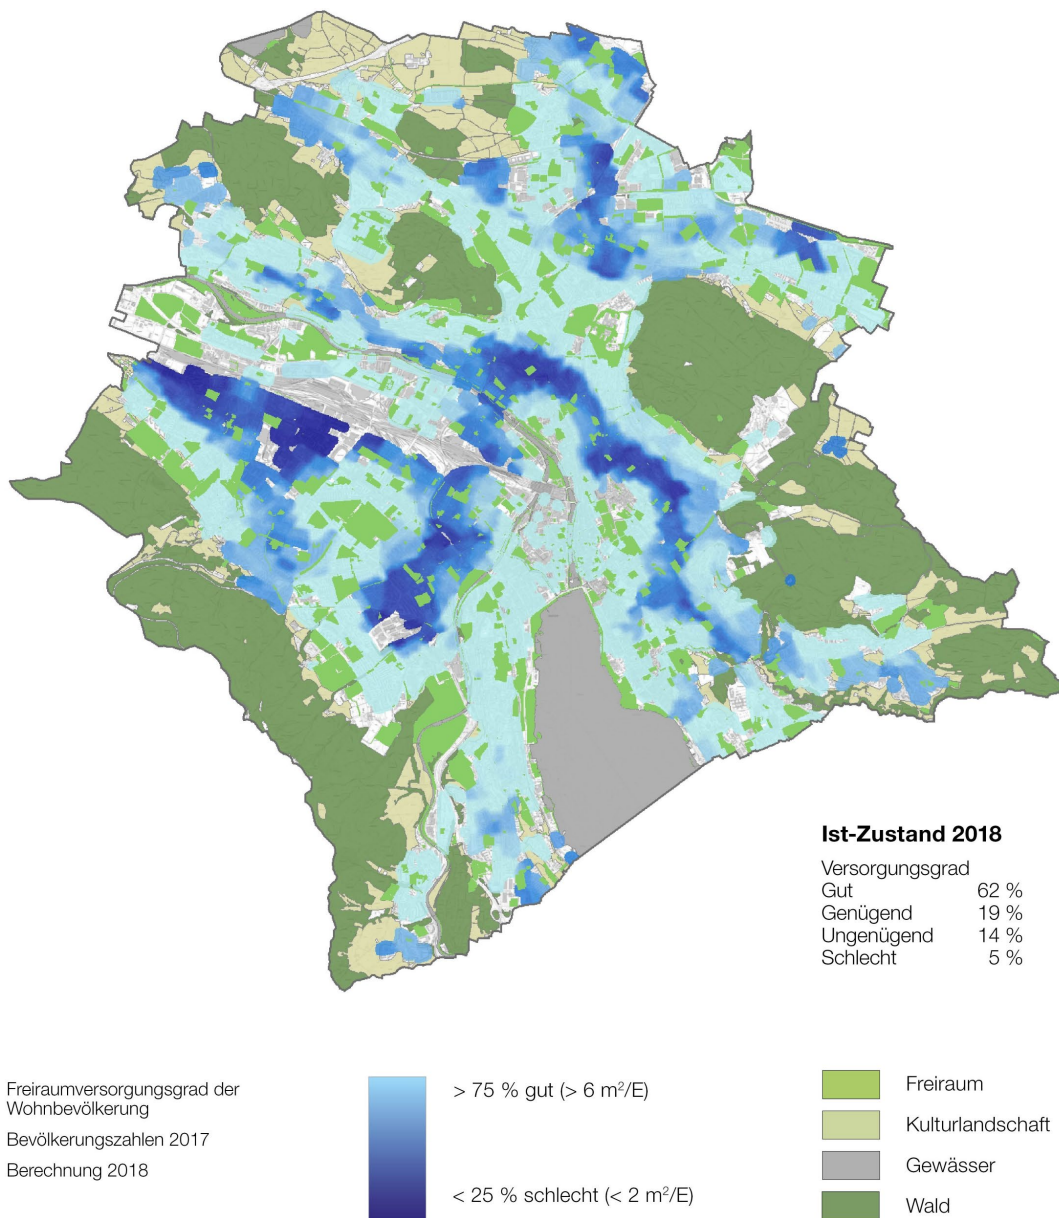 Ist-Zustand 2018
Versorgungsgrad
Gut 62 %
Genügend 19 %
Ungenügend 14 %
Schlecht 5 %
Freiraumversorgungsgrad der
Wohnbevölkerung
Bevölkerungszahlen 2017
Berechnung 2018
> 75 % gut (> 6 m²/E)
< 25 % schlecht (< 2 m²/E)
Freiraum
Kulturlandschaft
Gewässer
Wald